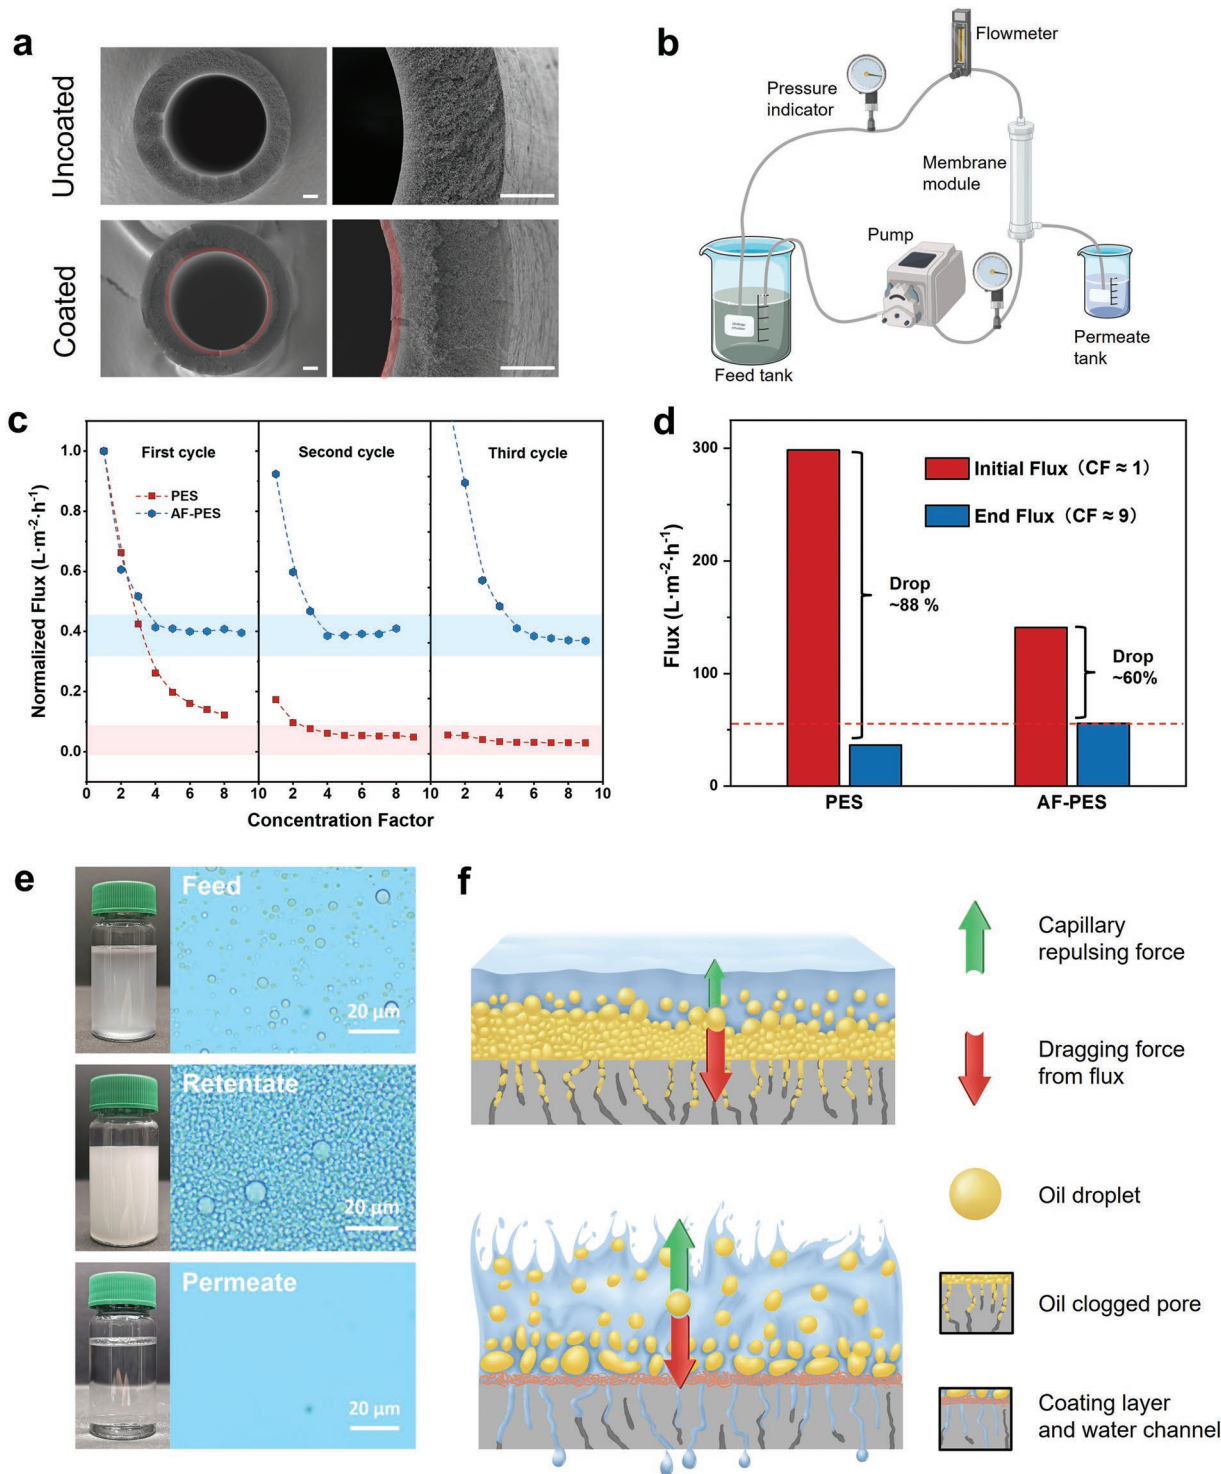 a
Uncoated
Coated
b
Flowmeter
Pressure
indicator
Membrane
module
Pump
Feed tank
Permeate
tank
c
Normalized Flux (L·m⁻²·h⁻¹)
1.0
0.8
0.6
0.4
0.2
0.0
First cycle
Second cycle
Third cycle
PES
AF-PES
0 2 4 6 8 10 2 4 6 8 10 2 4 6 8 10
Concentration Factor
d
Flux (L·m⁻²·h⁻¹)
300
200
100
0
Initial Flux (CF ≈ 1)
End Flux (CF ≈ 9)
Drop
~88 %
Drop
~60%
PES
AF-PES
e
Feed
20 µm
Retentate
20 µm
Permeate
20 µm
f
Capillary
repulsing force
Dragging force
from flux
Oil droplet
Oil clogged pore
Coating layer
and water channel